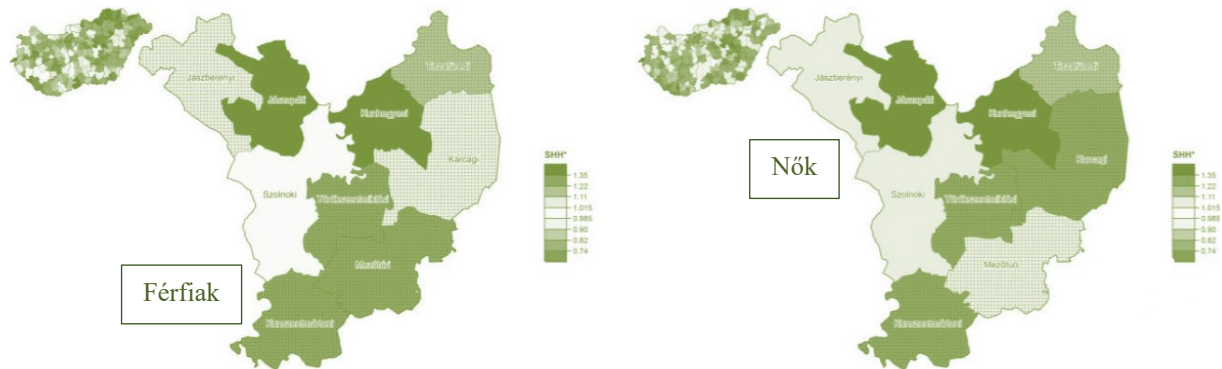 Jászberényi
Jászapáti
Kunhegyesi
Tiszafüredi
Karcagi
Szolnoki
Törökszentmiklósi
Mezőtúri
Kunszentmártoni
Férfiak
SHH*
1.35
1.22
1.11
1.015
0.985
0.90
0.82
0.74
Jászberényi
Jászapáti
Kunhegyesi
Tiszafüredi
Karcagi
Szolnoki
Törökszentmiklósi
Mezőtúri
Kunszentmártoni
Nők
SHH*
1.35
1.22
1.11
1.015
0.985
0.90
0.82
0.74